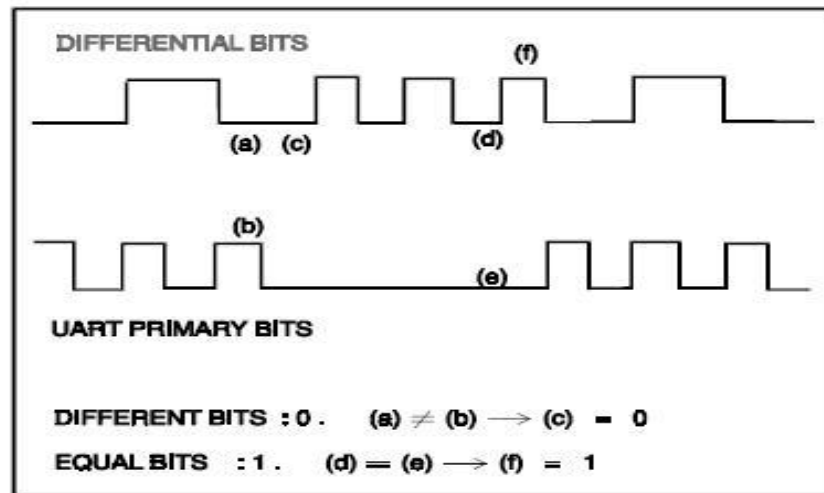 DIFFERENTIAL BITS
(f)
(a) (c) (d)
(b)
(e)
UART PRIMARY BITS
DIFFERENT BITS : 0 . (a) ≠ (b) → (c) = 0
EQUAL BITS : 1 . (d) = (e) → (f) = 1